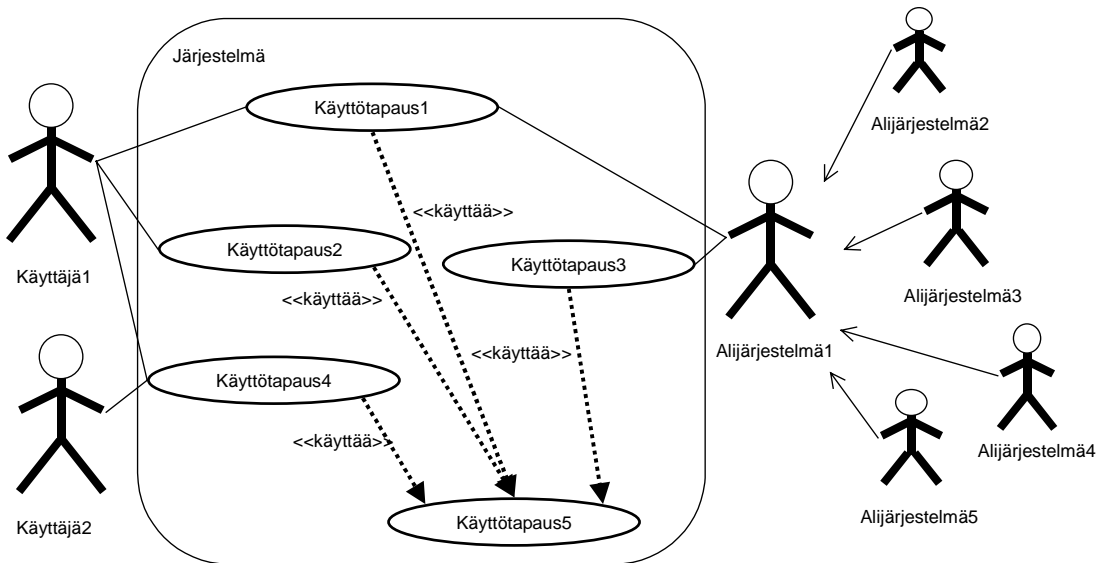 Järjestelmä
Käyttötapaus1
Alijärjestelmä2
<<käyttää>>
Käyttötapaus2
Käyttötapaus3
Käyttäjä1
<<käyttää>>
Alijärjestelmä3
<<käyttää>>
Alijärjestelmä1
Käyttötapaus4
<<käyttää>>
Alijärjestelmä4
Käyttötapaus5
Alijärjestelmä5
Käyttäjä2